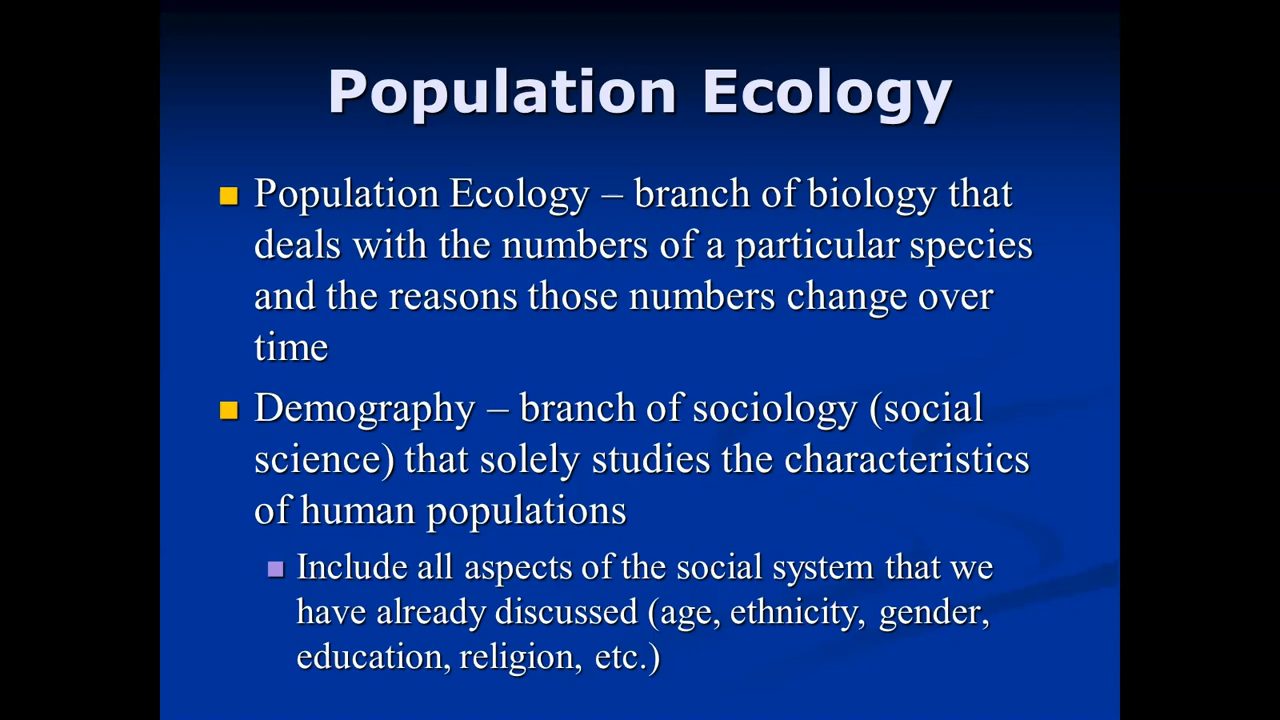 Population Ecology
Population Ecology – branch of biology that
deals with the numbers of a particular species
and the reasons those numbers change over
time
Demography – branch of sociology (social
science) that solely studies the characteristics
of human populations
Include all aspects of the social system that we
have already discussed (age, ethnicity, gender,
education, religion, etc.)